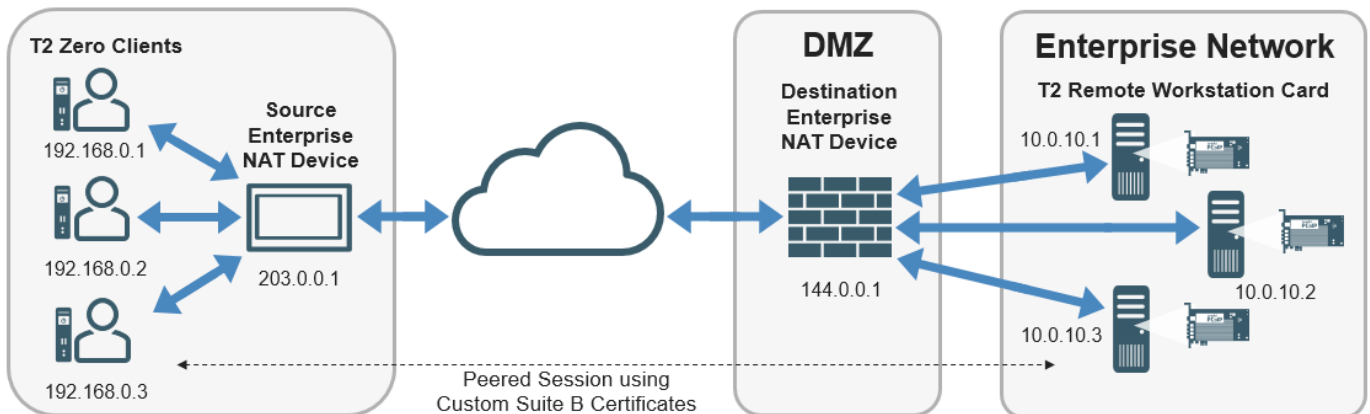 T2 Zero Clients
192.168.0.1
192.168.0.2
192.168.0.3
Source
Enterprise
NAT Device
203.0.0.1
DMZ
Destination
Enterprise
NAT Device
144.0.0.1
Enterprise Network
T2 Remote Workstation Card
10.0.10.1
10.0.10.2
10.0.10.3
Peered Session using
Custom Suite B Certificates